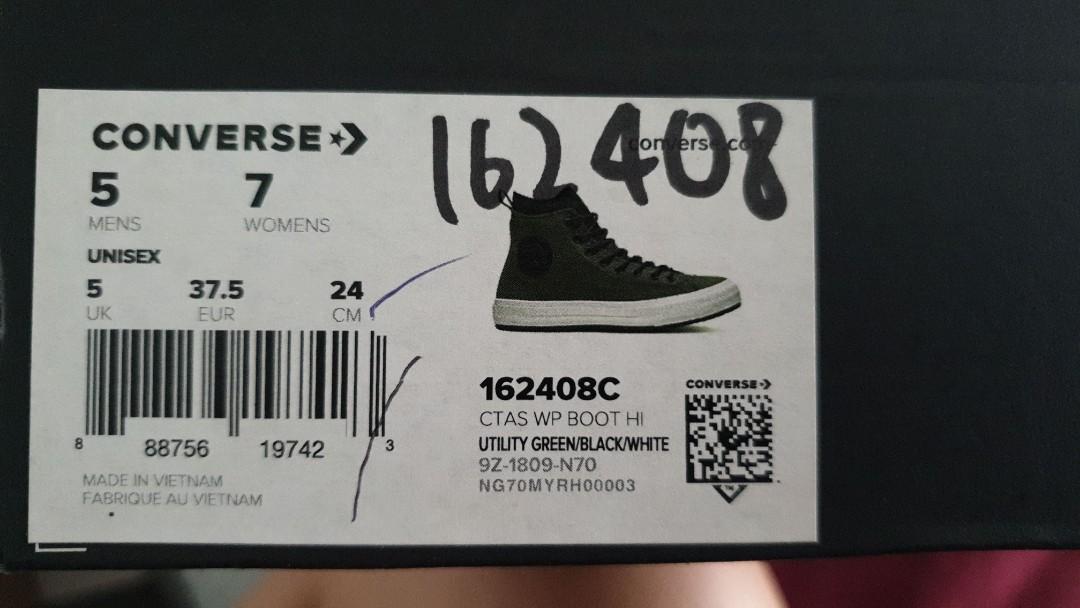 CONVERSE
162408
converse.com
5 7
MENS WOMENS
UNISEX
5 37.5 24
UK EUR CM
8 88756 19742 3
MADE IN VIETNAM
FABRIQUE AU VIETNAM
162408C
CTAS WP BOOT HI
UTILITY GREEN/BLACK/WHITE
9Z-1809-N70
NG70MYRH00003
CONVERSE
TM